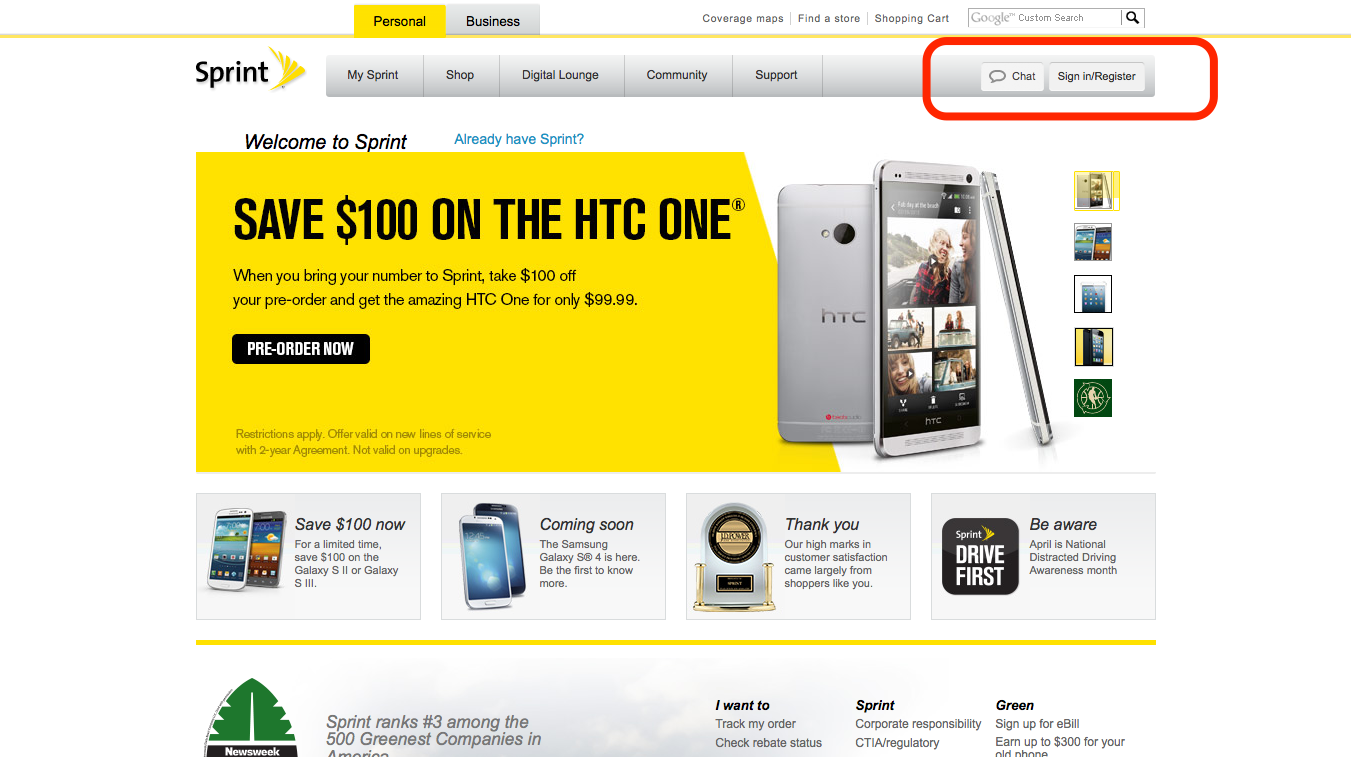 Personal
Business
Coverage maps
Find a store
Shopping Cart
Google™ Custom Search
Sprint
My Sprint
Shop
Digital Lounge
Community
Support
Chat
Sign in/Register
Welcome to Sprint
Already have Sprint?
SAVE $100 ON THE HTC ONE®
When you bring your number to Sprint, take $100 off
your pre-order and get the amazing HTC One for only $99.99.
PRE-ORDER NOW
Restrictions apply. Offer valid on new lines of service
with 2-year Agreement. Not valid on upgrades.
hTC
Fab day at the beach
hTC
Save $100 now
For a limited time,
save $100 on the
Galaxy S II or Galaxy
S III.
Coming soon
The Samsung
Galaxy S® 4 is here.
Be the first to know
more.
J.D. POWER
SPRINT
Thank you
Our high marks in
customer satisfaction
came largely from
shoppers like you.
Sprint
DRIVE
FIRST
Be aware
April is National
Distracted Driving
Awareness month
Newsweek
Sprint ranks #3 among the
500 Greenest Companies in
America
I want to
Track my order
Check rebate status
Sprint
Corporate responsibility
CTIA/regulatory
Green
Sign up for eBill
Earn up to $300 for your
old phone